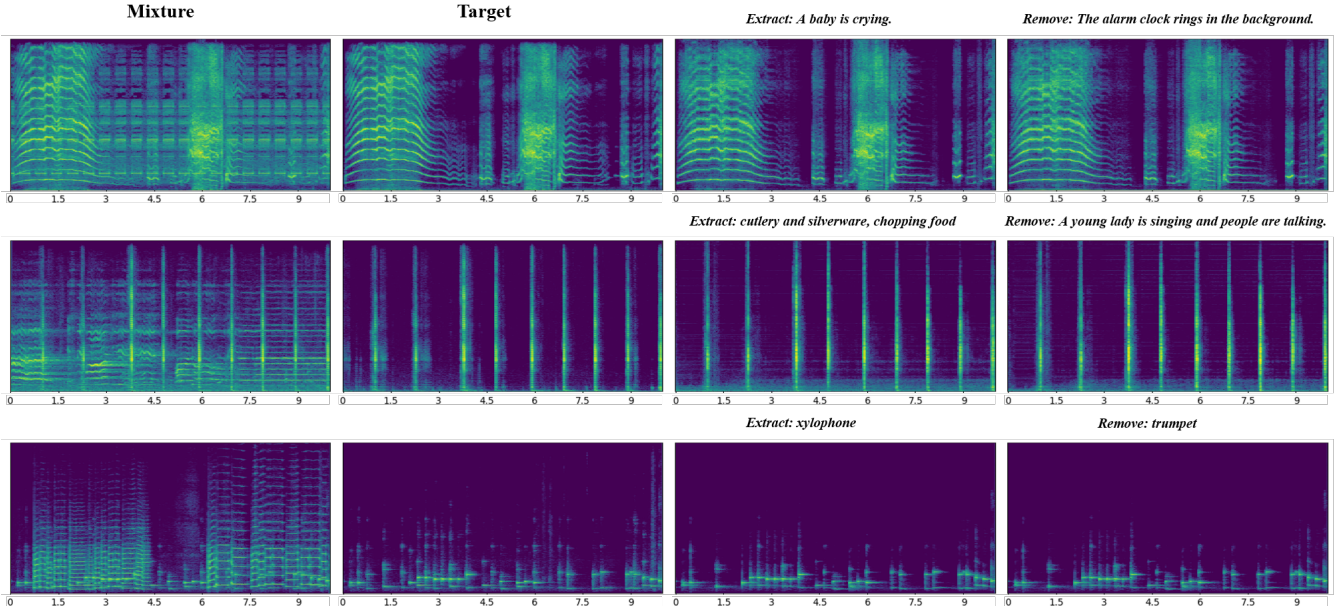 Mixture Target Extract: A baby is crying. Remove: The alarm clock rings in the background.
0 1.5 3 4.5 6 7.5 9 0 1.5 3 4.5 6 7.5 9 0 1.5 3 4.5 6 7.5 9 0 1.5 3 4.5 6 7.5 9
Extract: cutlery and silverware, chopping food Remove: A young lady is singing and people are talking.
0 1.5 3 4.5 6 7.5 9 0 1.5 3 4.5 6 7.5 9 0 1.5 3 4.5 6 7.5 9 0 1.5 3 4.5 6 7.5 9
Extract: xylophone Remove: trumpet
0 1.5 3 4.5 6 7.5 9 0 1.5 3 4.5 6 7.5 9 0 1.5 3 4.5 6 7.5 9 0 1.5 3 4.5 6 7.5 9